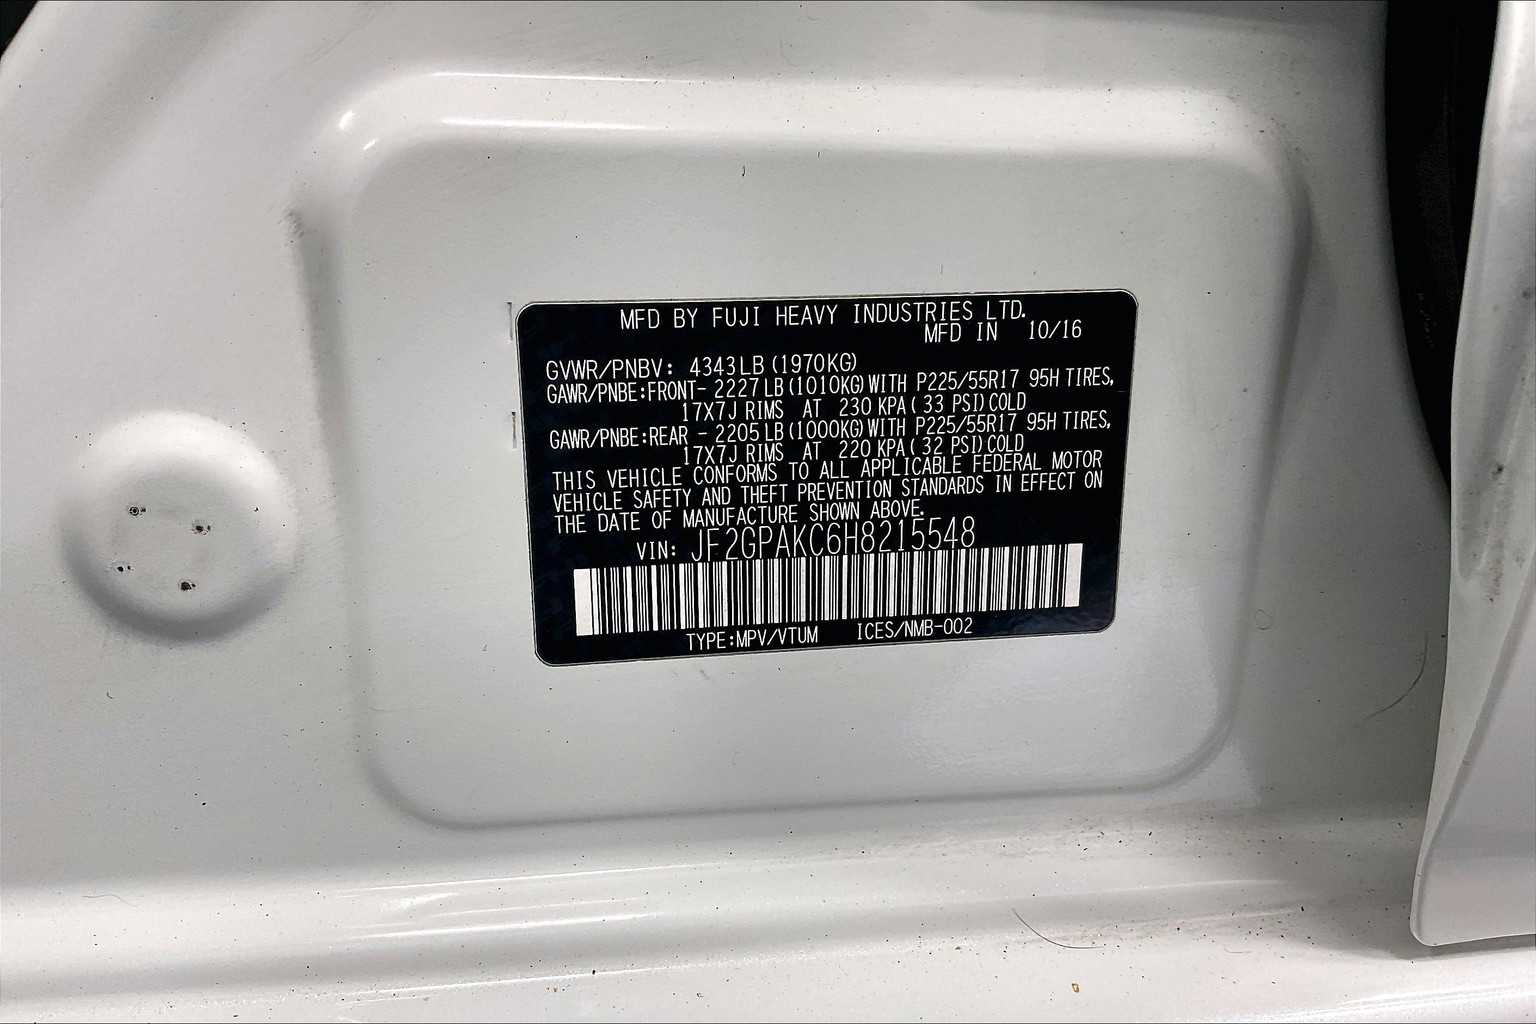 MFD BY FUJI HEAVY INDUSTRIES LTD.
MFD IN 10/16
GVWR/PNBV: 4343LB (1970KG)
GAWR/PNBE:FRONT- 2227LB (1010KG) WITH P225/55R17 95H TIRES,
17X7J RIMS AT 230 KPA( 33 PSI) COLD
GAWR/PNBE:REAR - 2205LB (1000KG) WITH P225/55R17 95H TIRES,
17X7J RIMS AT 220 KPA( 32 PSI) COLD
THIS VEHICLE CONFORMS TO ALL APPLICABLE FEDERAL MOTOR
VEHICLE SAFETY AND THEFT PREVENTION STANDARDS IN EFFECT ON
THE DATE OF MANUFACTURE SHOWN ABOVE.
VIN: JF2GPAKC6H8215548
TYPE:MPV/VTUM ICES/NMB-002